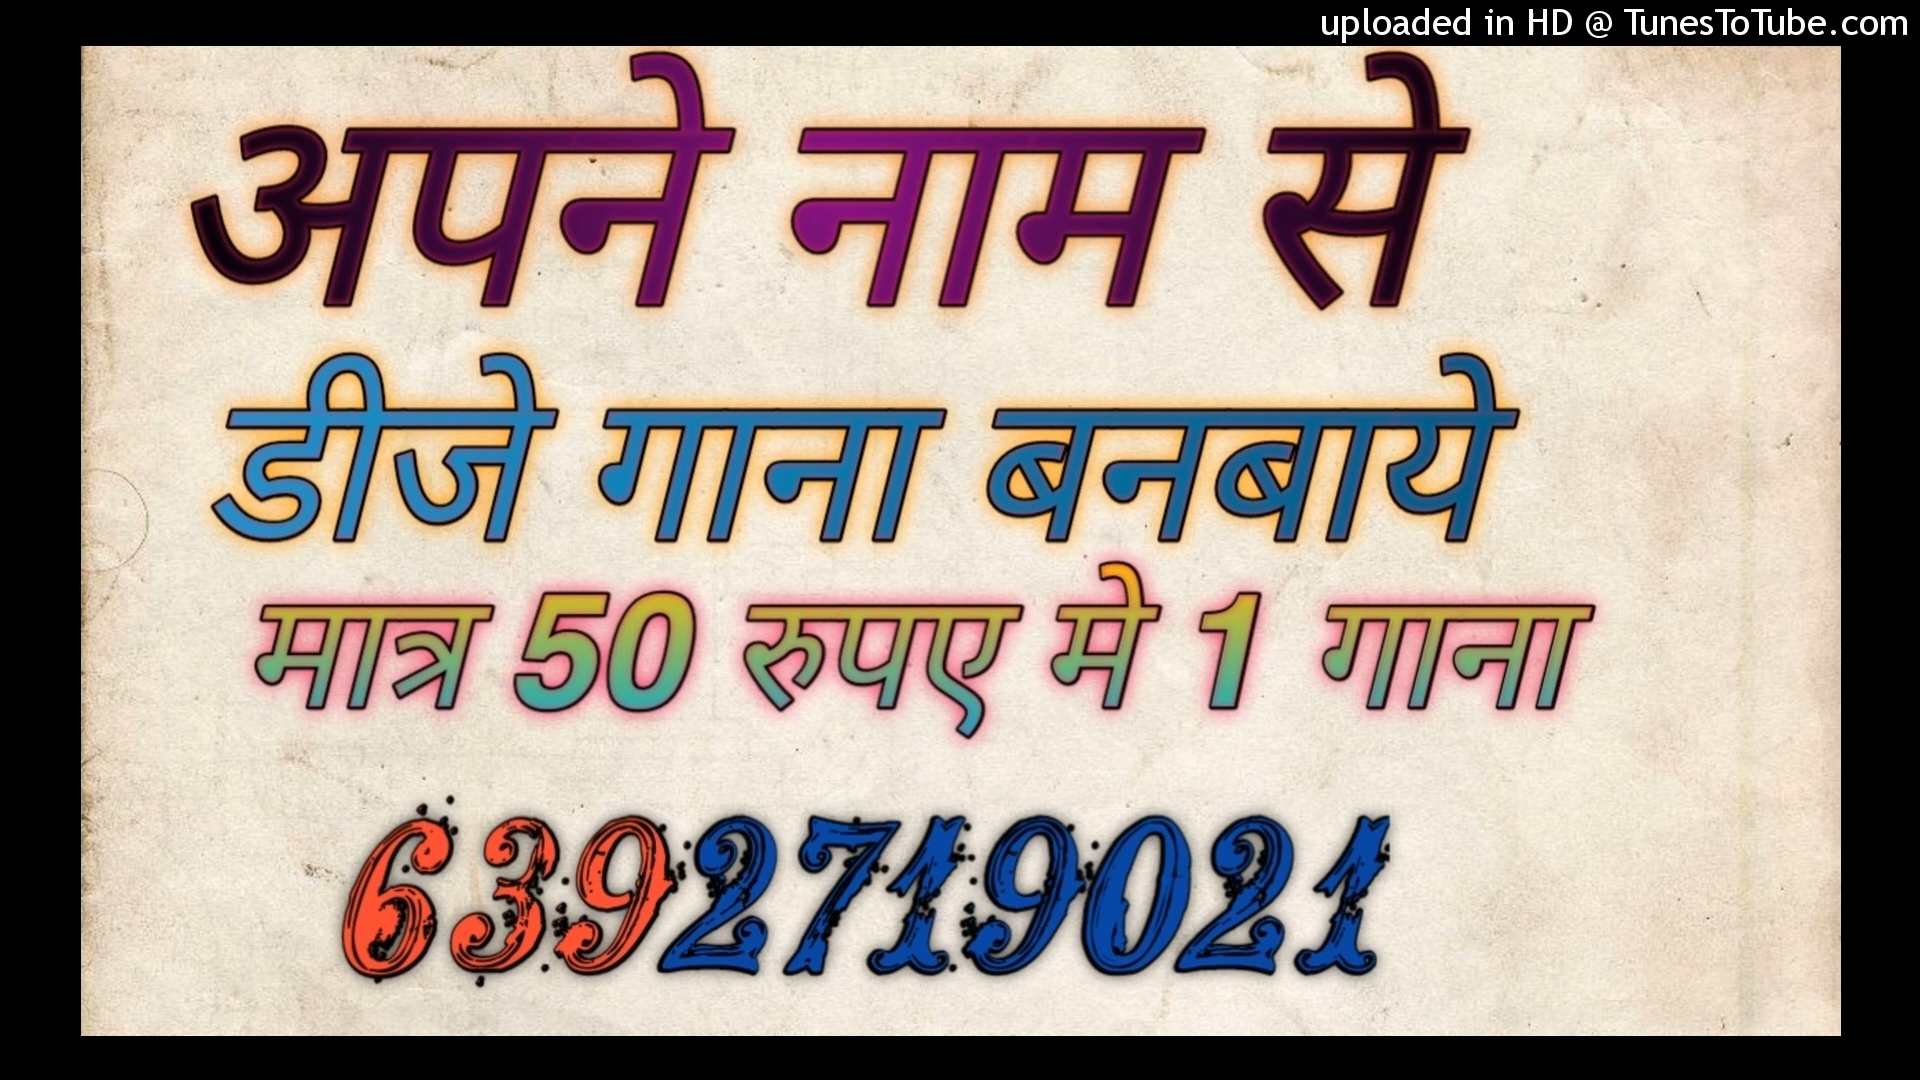 uploaded in HD @ TunesToTube.com
अपने नाम से
डीजे गाना बनबाये
मात्र 50 रुपए मे 1 गाना
6392719021